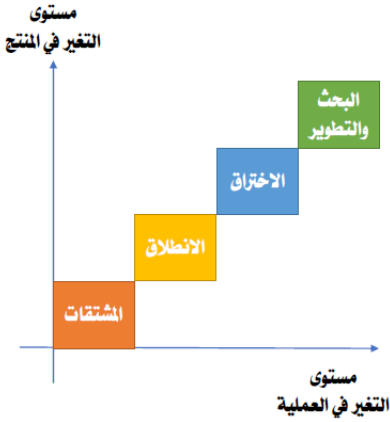 مستوى
التغير في المنتج
البحث
والتطوير
الاختراق
الانطلاق
المشتقات
مستوى
التغير في العملية